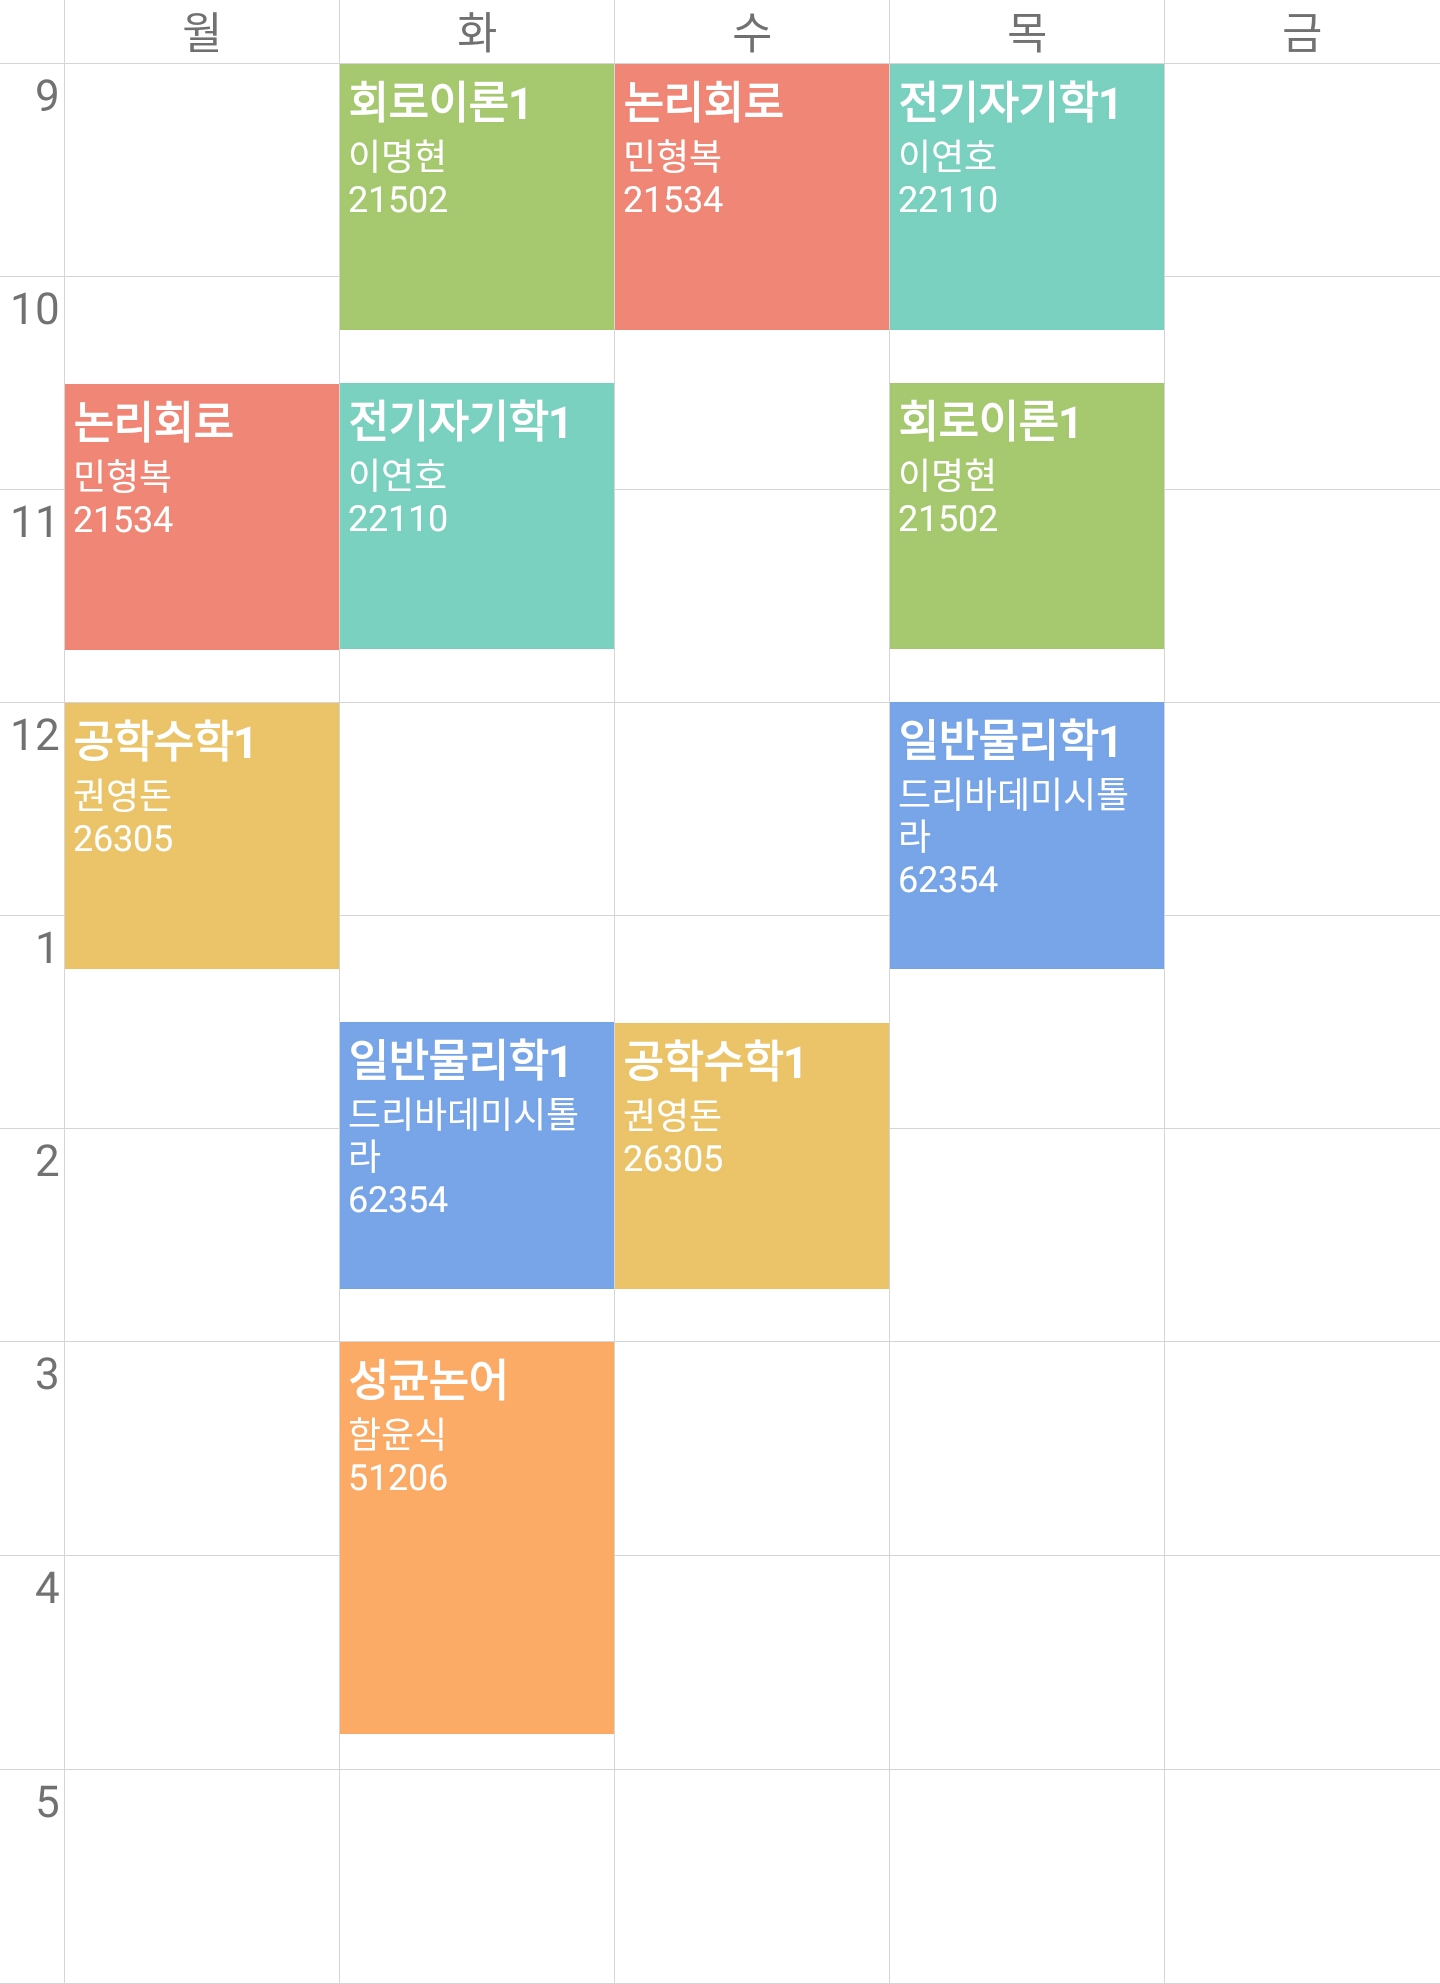 월 화 수 목 금
9
회로이론1
이명현
21502
논리회로
민형복
21534
전기자기학1
이연호
22110
10
논리회로
민형복
21534
전기자기학1
이연호
22110
회로이론1
이명현
21502
11
12
공학수학1
권영돈
26305
일반물리학1
드리바데미시톨
라
62354
1
일반물리학1
드리바데미시톨
라
62354
공학수학1
권영돈
26305
2
3
성균논어
함윤식
51206
4
5